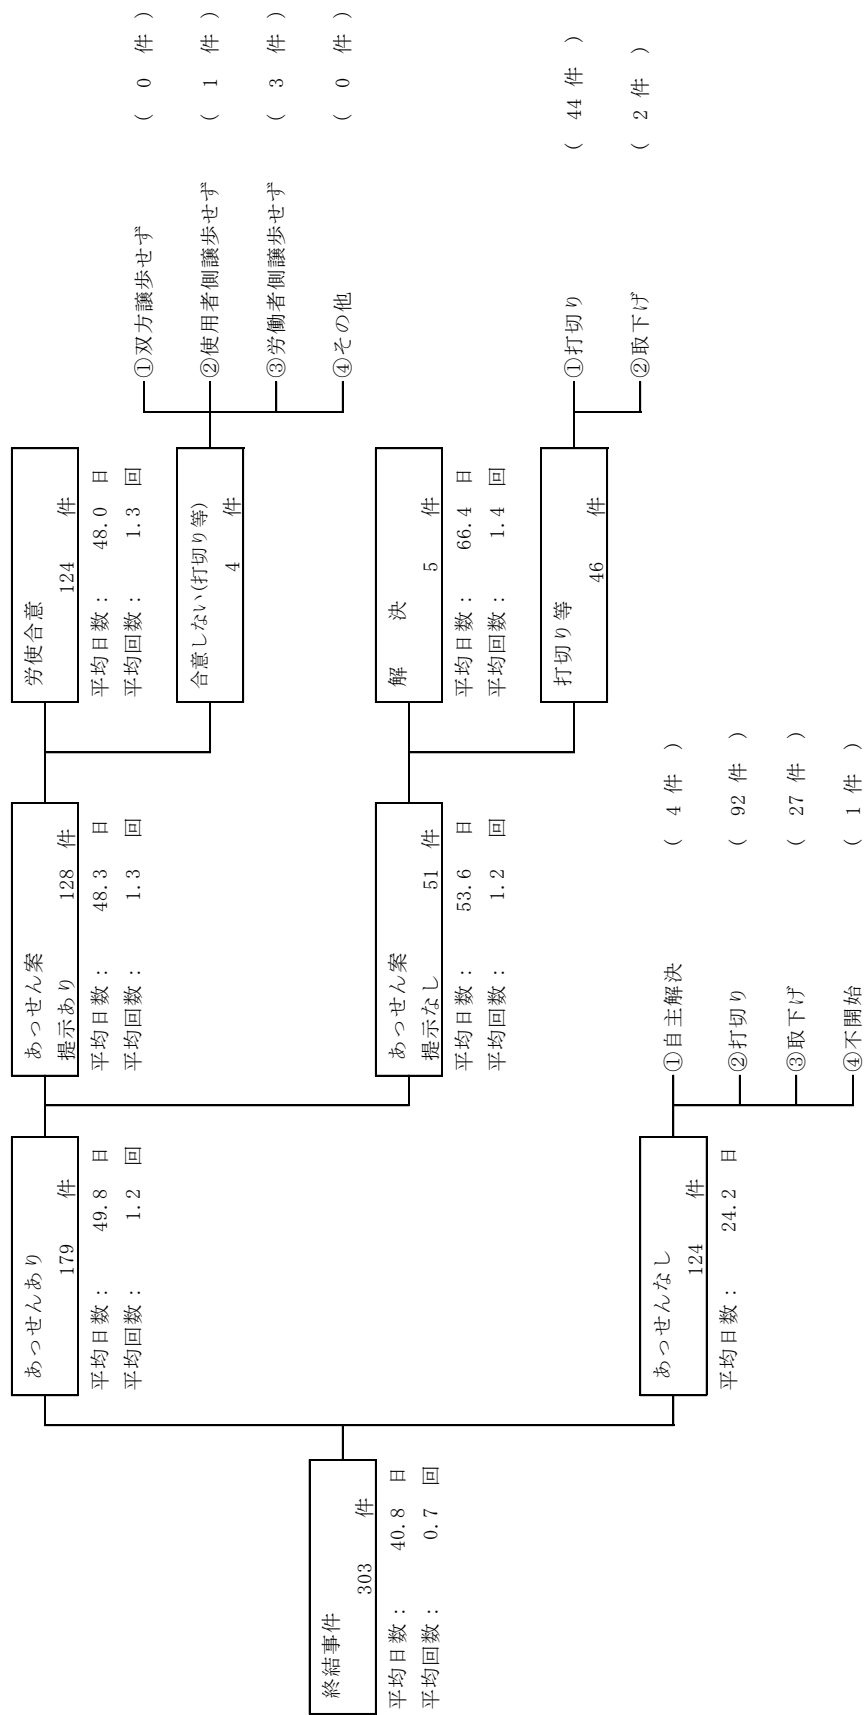 終結事件
303 件
平均日数： 40.8 日
平均回数： 0.7 回
あっせんあり
179 件
平均日数： 49.8 日
平均回数： 1.2 回
あっせんなし
124 件
平均日数： 24.2 日
あっせん案
提示あり 128 件
平均日数： 48.3 日
平均回数： 1.3 回
あっせん案
提示なし 51 件
平均日数： 53.6 日
平均回数： 1.2 回
①自主解決 （ 4 件 ）
②打切り （ 92 件 ）
③取下げ （ 27 件 ）
④不開始 （ 1 件 ）
労使合意
124 件
平均日数： 48.0 日
平均回数： 1.3 回
合意しない(打切り等)
4 件
解 決
5 件
平均日数： 66.4 日
平均回数： 1.4 回
打切り等
46 件
①双方譲歩せず （ 0 件 ）
②使用者側譲歩せず （ 1 件 ）
③労働者側譲歩せず （ 3 件 ）
④その他 （ 0 件 ）
①打切り （ 44 件 ）
②取下げ （ 2 件 ）